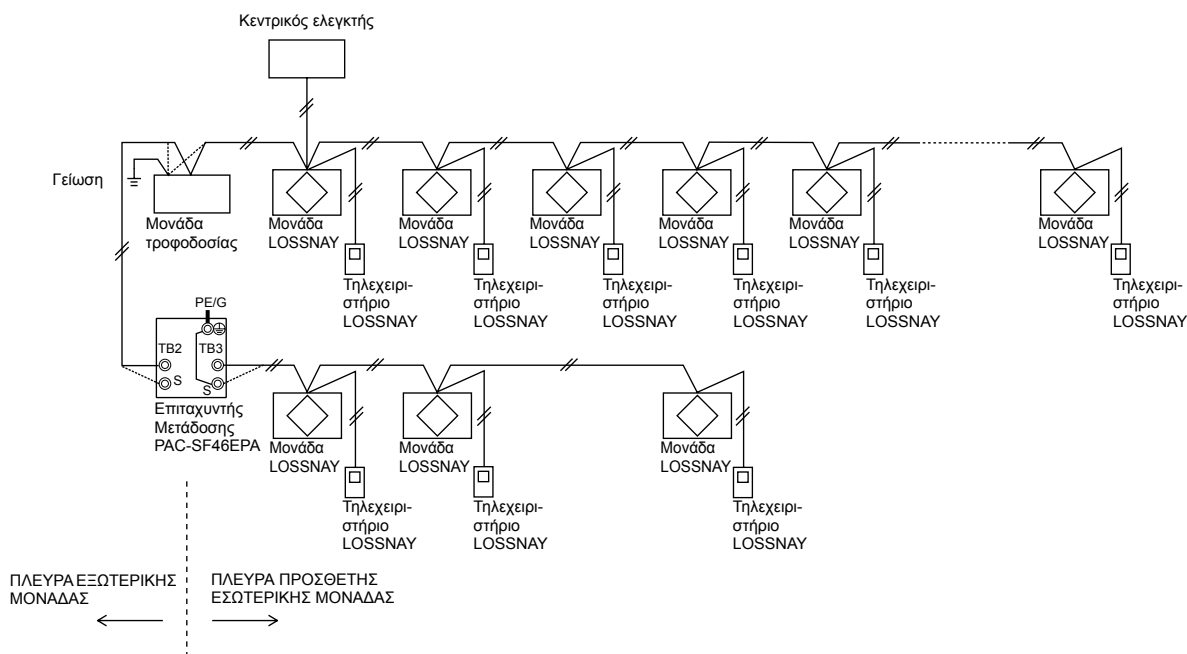 Κεντρικός ελεγκτής
Γείωση
Μονάδα
τροφοδοσίας
Μονάδα
LOSSNAY
Μονάδα
LOSSNAY
Μονάδα
LOSSNAY
Μονάδα
LOSSNAY
Μονάδα
LOSSNAY
Μονάδα
LOSSNAY
Τηλεχειρι-
στήριο
LOSSNAY
Τηλεχειρι-
στήριο
LOSSNAY
Τηλεχειρι-
στήριο
LOSSNAY
Τηλεχειρι-
στήριο
LOSSNAY
Τηλεχειρι-
στήριο
LOSSNAY
Τηλεχειρι-
στήριο
LOSSNAY
PE/G
TB2
TB3
S
S
Επιταχυντής
Μετάδοσης
PAC-SF46EPA
Μονάδα
LOSSNAY
Μονάδα
LOSSNAY
Μονάδα
LOSSNAY
Τηλεχειρι-
στήριο
LOSSNAY
Τηλεχειρι-
στήριο
LOSSNAY
Τηλεχειρι-
στήριο
LOSSNAY
ΠΛΕΥΡΑ ΕΞΩΤΕΡΙΚΗΣ
ΜΟΝΑΔΑΣ
ΠΛΕΥΡΑ ΠΡΟΣΘΕΤΗΣ
ΕΣΩΤΕΡΙΚΗΣ ΜΟΝΑΔΑΣ